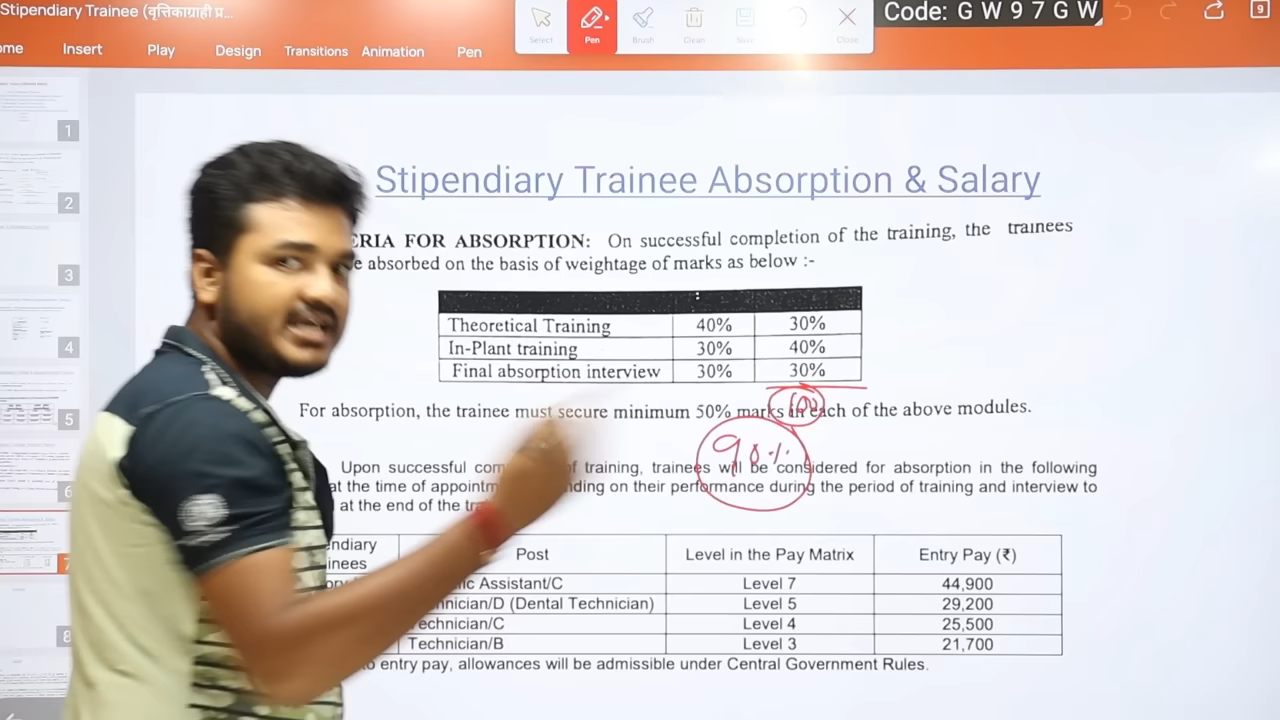 Stipendiary Trainee (वृत्तिकाग्राही प्र...
Code: G W 9 7 G W
9
Select
Pen
Brush
Clean
Save
Close
ome Insert Play Design Transitions Animation Pen
1
2
3
4
5
6
7
8
Stipendiary Trainee Absorption & Salary
ERIA FOR ABSORPTION: On successful completion of the training, the trainees
e absorbed on the basis of weightage of marks as below :-
Theoretical Training 40% 30%
In-Plant training 30% 40%
Final absorption interview 30% 30%
100
For absorption, the trainee must secure minimum 50% marks in each of the above modules.
90%
Upon successful com of training, trainees will be considered for absorption in the following
at the time of appointm nding on their performance during the period of training and interview to
at the end of the tr
ndiary
inees Post Level in the Pay Matrix Entry Pay (₹)
ory ic Assistant/C Level 7 44,900
hnician/D (Dental Technician) Level 5 29,200
echnician/C Level 4 25,500
Technician/B Level 3 21,700
o entry pay, allowances will be admissible under Central Government Rules.